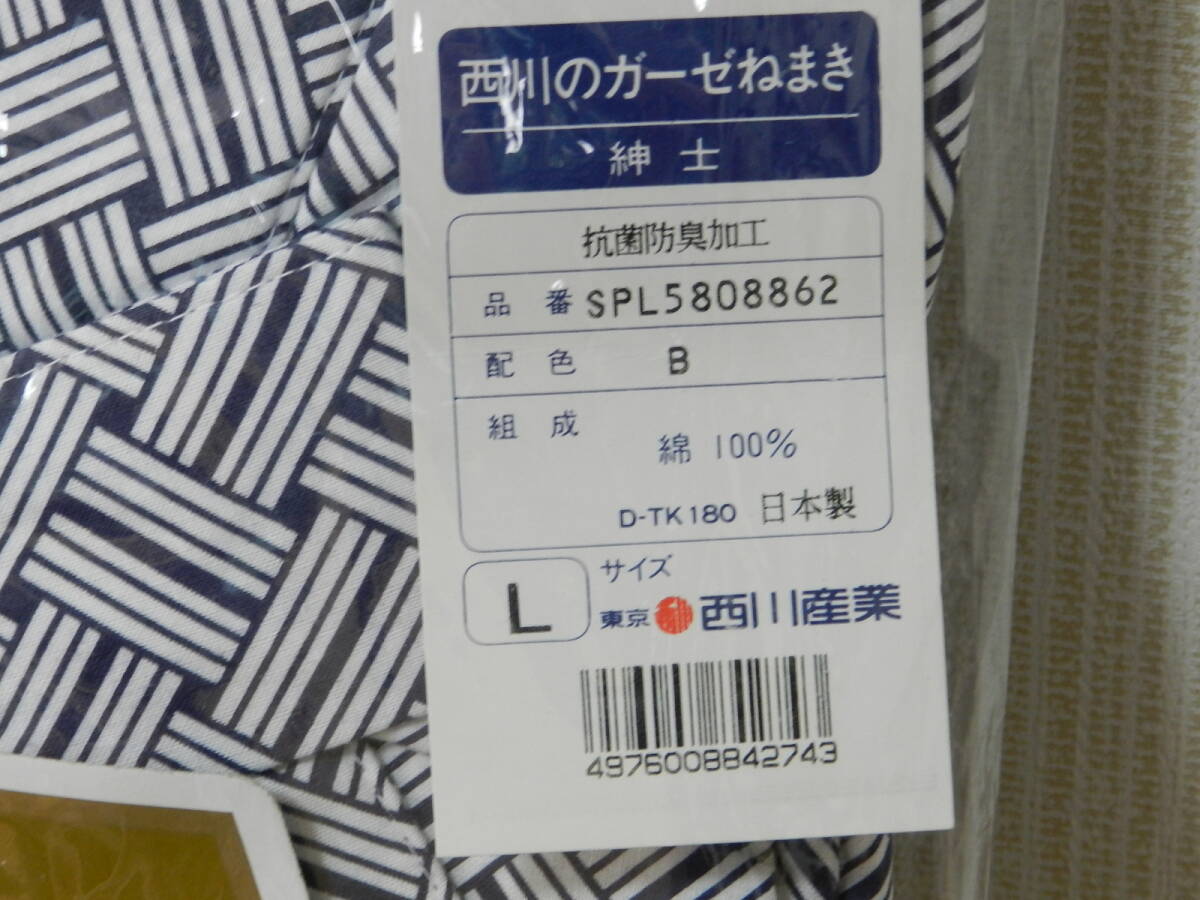 西川のガーゼねまき
紳士
抗菌防臭加工
品番 SPL5808862
配色 B
組成
綿 100%
D-TK180 日本製
L サイズ
東京 西川産業
4976008842743